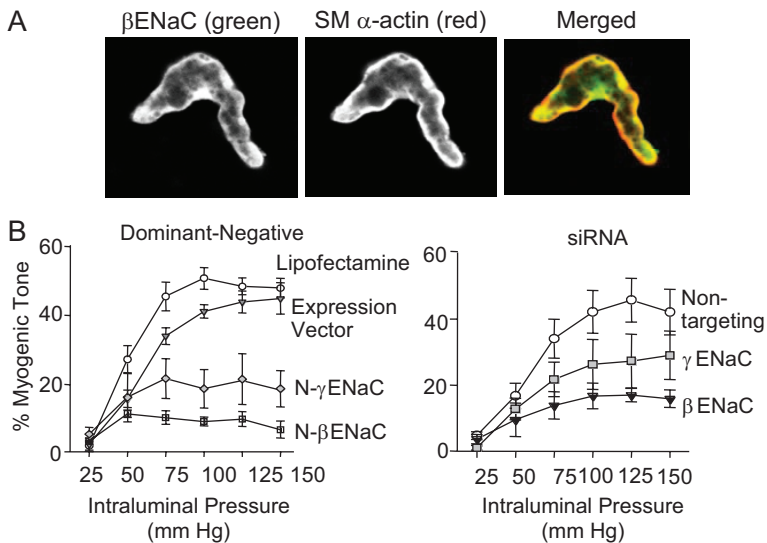 A
βENaC (green)
SM α-actin (red)
Merged
B
Dominant-Negative
% Myogenic Tone
60
40
20
0
Lipofectamine
Expression
Vector
N-γENaC
N-βENaC
25 50 75 100 125 150
Intraluminal Pressure
(mm Hg)
siRNA
60
40
20
0
Non-
targeting
γENaC
βENaC
25 50 75 100 125 150
Intraluminal Pressure
(mm Hg)